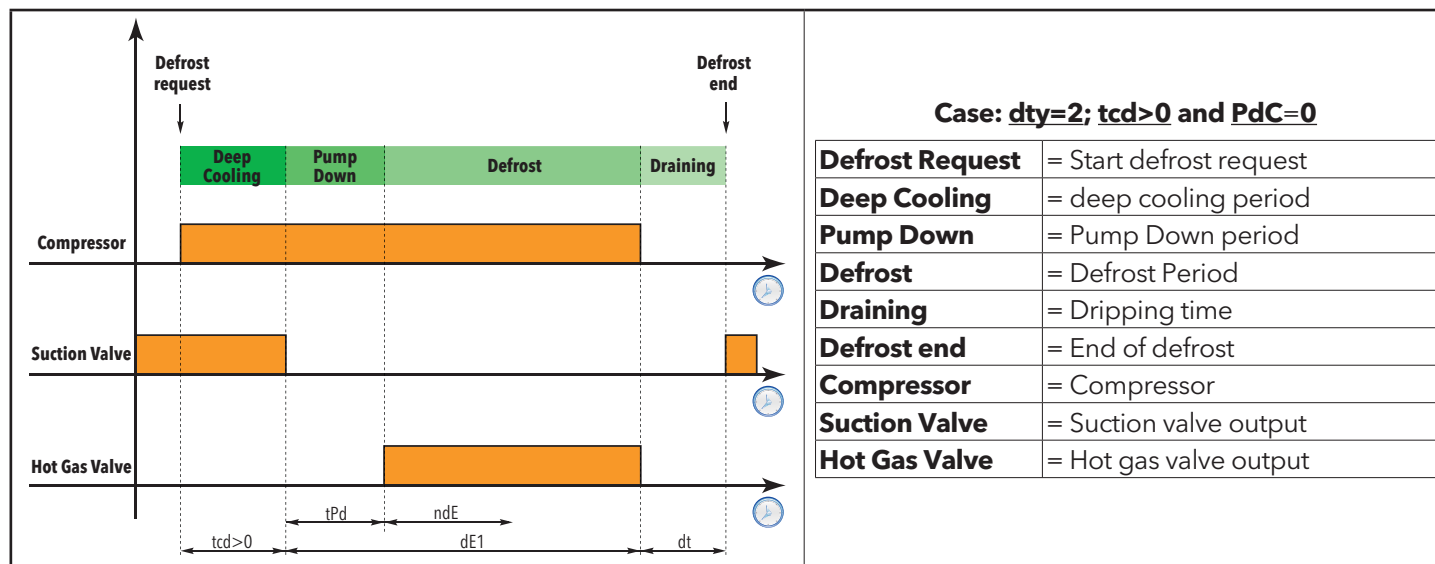 Defrost
request
Defrost
end
Deep
Cooling
Pump
Down
Defrost
Draining
Compressor
Suction Valve
Hot Gas Valve
tPd
ndE
tcd>0
dE1
dt
Case: dty=2; tcd>0 and PdC=0
Defrost Request = Start defrost request
Deep Cooling = deep cooling period
Pump Down = Pump Down period
Defrost = Defrost Period
Draining = Dripping time
Defrost end = End of defrost
Compressor = Compressor
Suction Valve = Suction valve output
Hot Gas Valve = Hot gas valve output